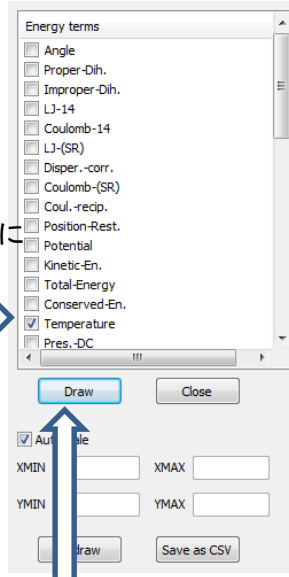 Energy terms
Angle
Proper-Dih.
Improper-Dih.
LJ-14
Coulomb-14
LJ-(SR)
Disper.-corr.
Coulomb-(SR)
Coul.-recip.
Position-Rest.
Potential
Kinetic-En.
Total-Energy
Conserved-En.
Temperature
Pres.-DC
Draw Close
XMIN XMAX
YMIN YMAX
Save as CSV